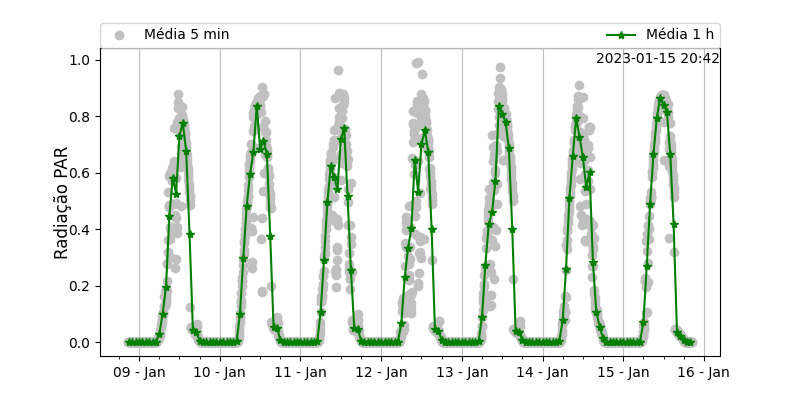 Média 5 min
Média 1 h
2023-01-15 20:42
Radiação PAR
1.0
0.8
0.6
0.4
0.2
0.0
09 - Jan
10 - Jan
11 - Jan
12 - Jan
13 - Jan
14 - Jan
15 - Jan
16 - Jan